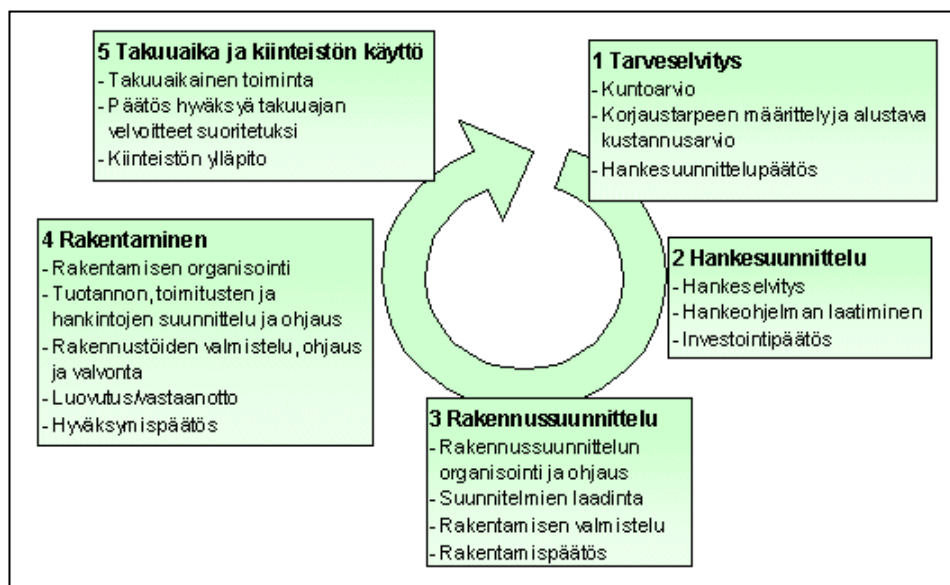 1 Tarveselvitys
- Kuntoarvio
- Korjaustarpeen määrittely ja alustava
kustannusarvio
- Hankesuunnittelupäätös
2 Hankesuunnittelu
- Hankeselvitys
- Hankeohjelman laatiminen
- Investointipäätös
3 Rakennussuunnittelu
- Rakennussuunnittelun
organisointi ja ohjaus
- Suunnitelmien laadinta
- Rakentamisen valmistelu
- Rakentamispäätös
4 Rakentaminen
- Rakentamisen organisointi
- Tuotannon, toimitusten ja
hankintojen suunnittelu ja ohjaus
- Rakennustöiden valmistelu, ohjaus
ja valvonta
- Luovutus/vastaanotto
- Hyväksymispäätös
5 Takuuaika ja kiinteistön käyttö
- Takuuaikainen toiminta
- Päätös hyväksyä takuuajan
velvoitteet suoritetuksi
- Kiinteistön ylläpito